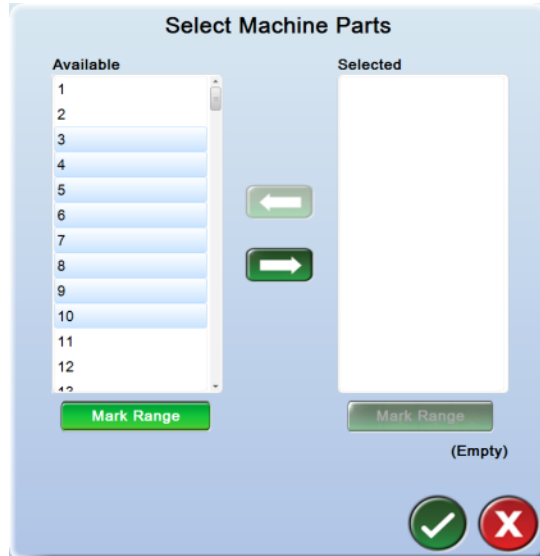 Select Machine Parts
Available
Selected
1
2
3
4
5
6
7
8
9
10
11
12
13
Mark Range
Mark Range
(Empty)